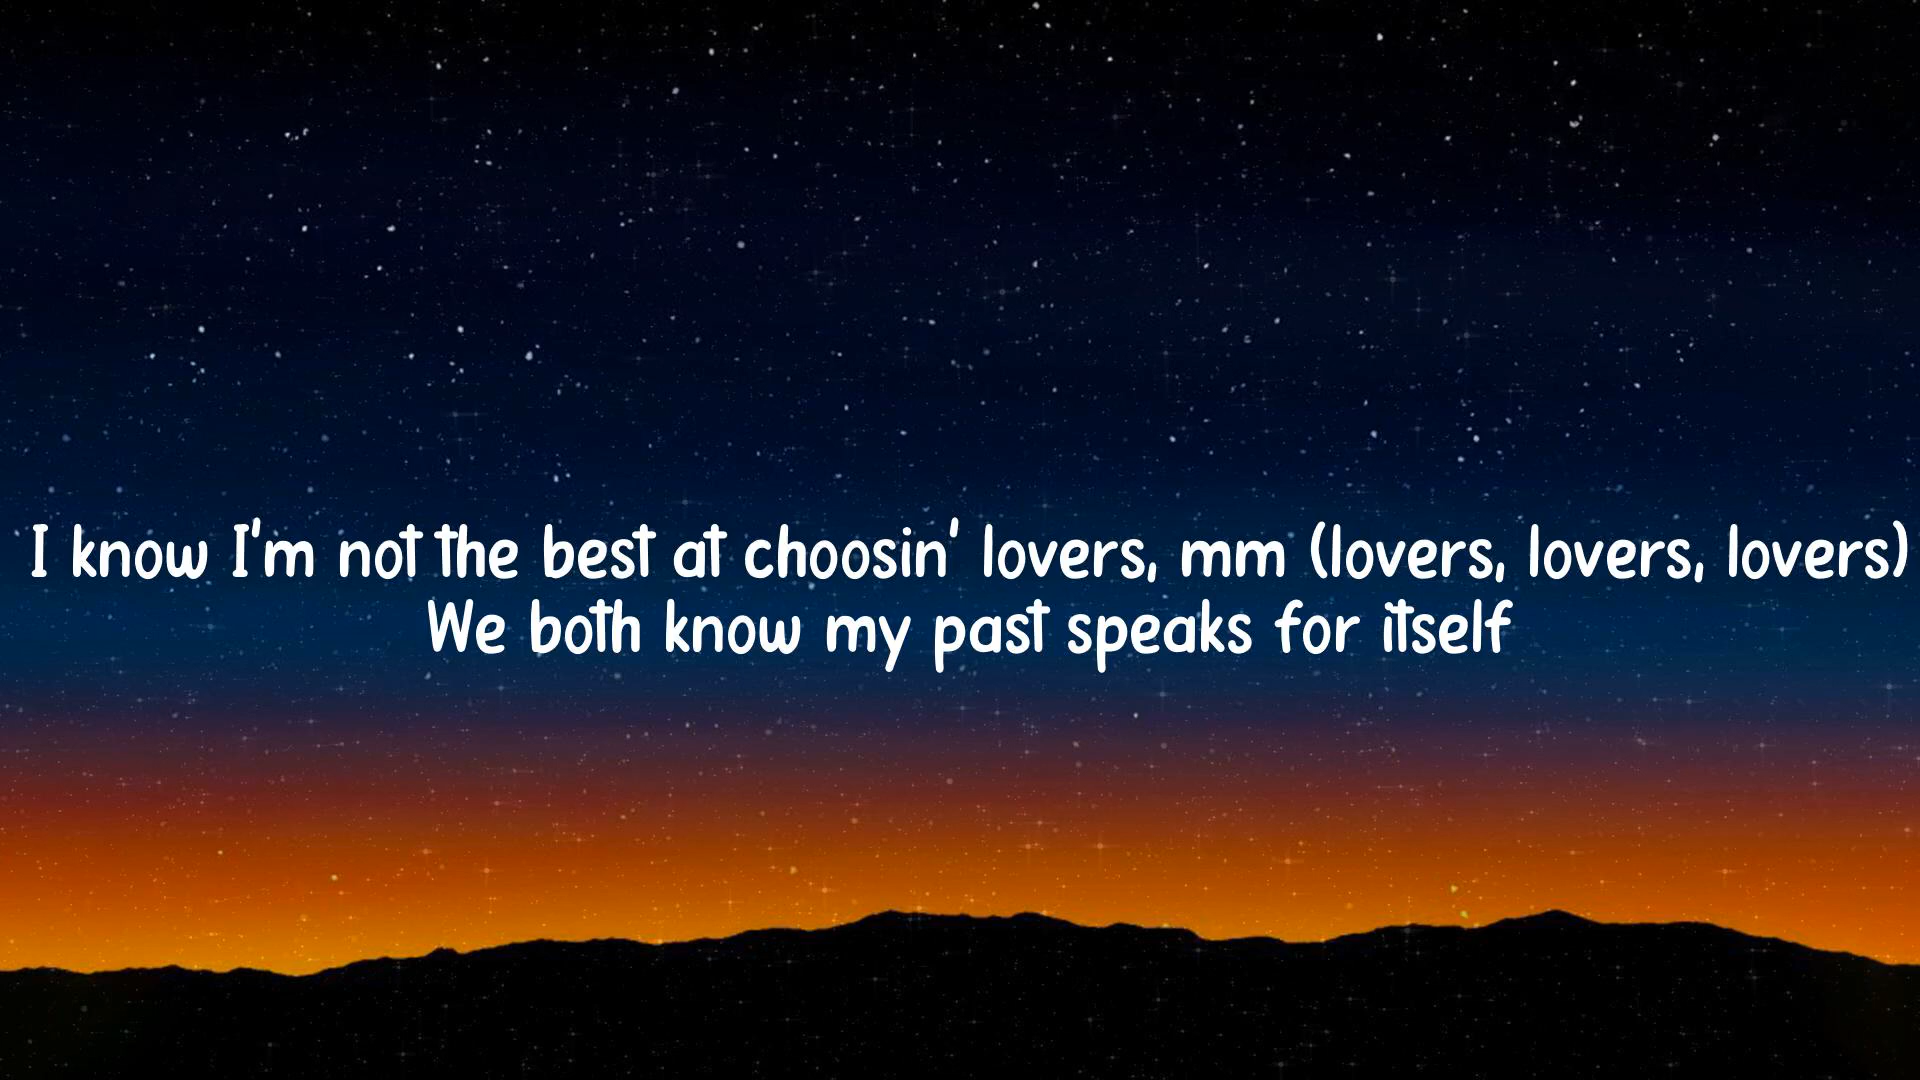 I know I'm not the best at choosin' lovers, mm (lovers, lovers, lovers)
We both know my past speaks for itself